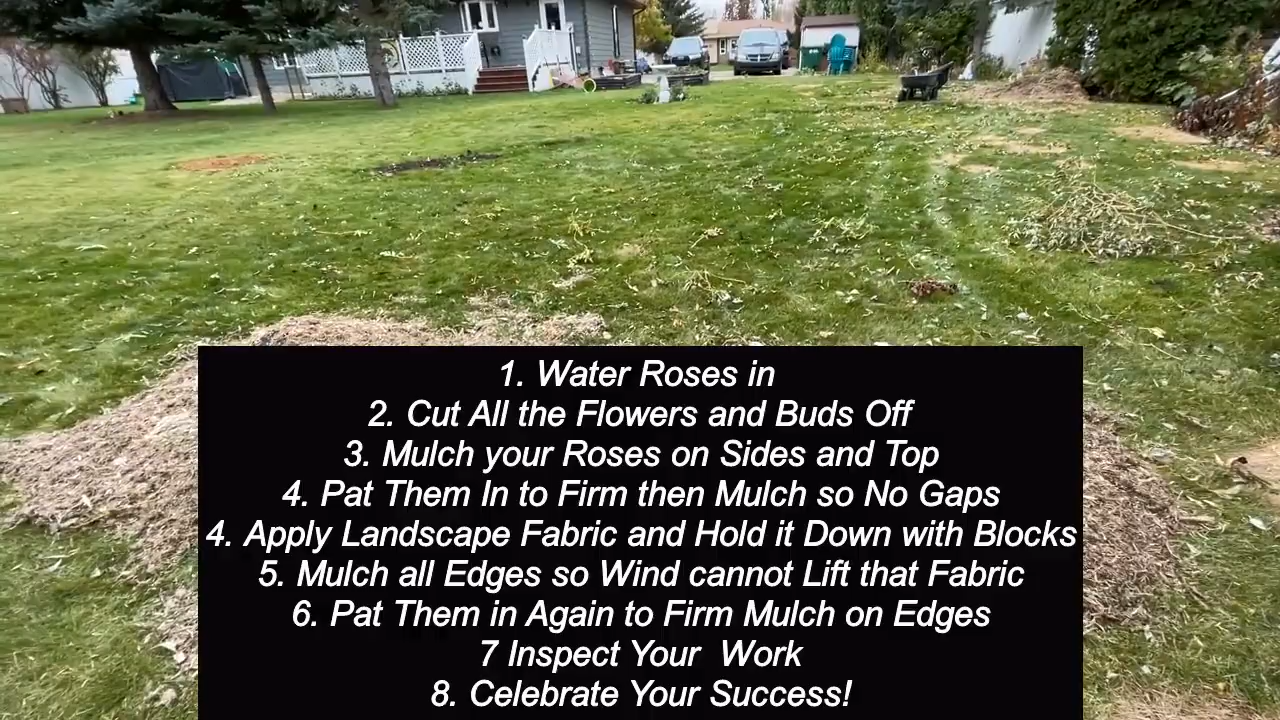 1. Water Roses in
2. Cut All the Flowers and Buds Off
3. Mulch your Roses on Sides and Top
4. Pat Them In to Firm then Mulch so No Gaps
4. Apply Landscape Fabric and Hold it Down with Blocks
5. Mulch all Edges so Wind cannot Lift that Fabric
6. Pat Them in Again to Firm Mulch on Edges
7 Inspect Your  Work
8. Celebrate Your Success!